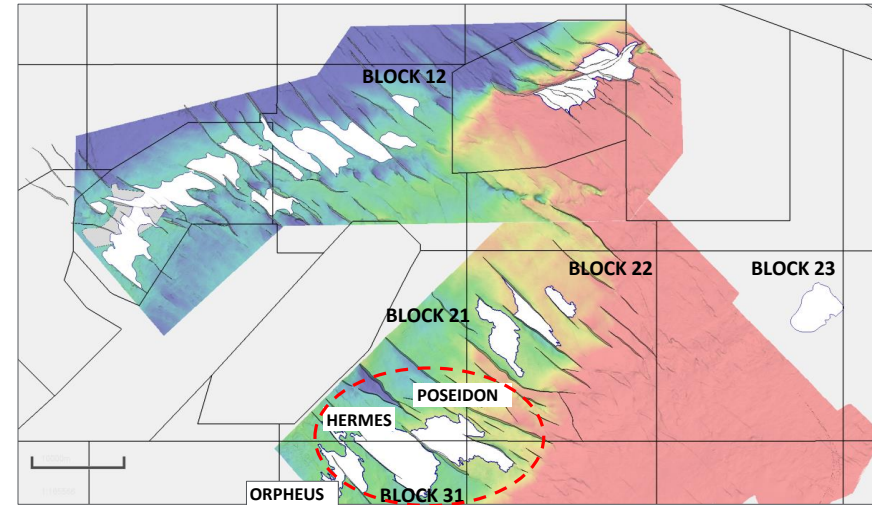 BLOCK 12
BLOCK 22
BLOCK 23
BLOCK 21
POSEIDON
HERMES
ORPHEUS
BLOCK 31